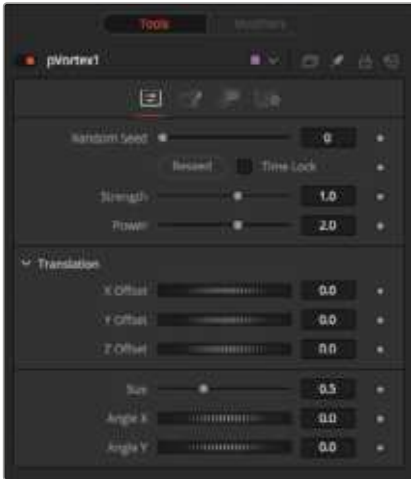 Tools Modifiers
pVortex1
Random Seed 0
Reseed Time Lock
Strength 1.0
Power 2.0
Translation
X Offset 0.0
Y Offset 0.0
Z Offset 0.0
Size 0.5
Angle X 0.0
Angle Y 0.0